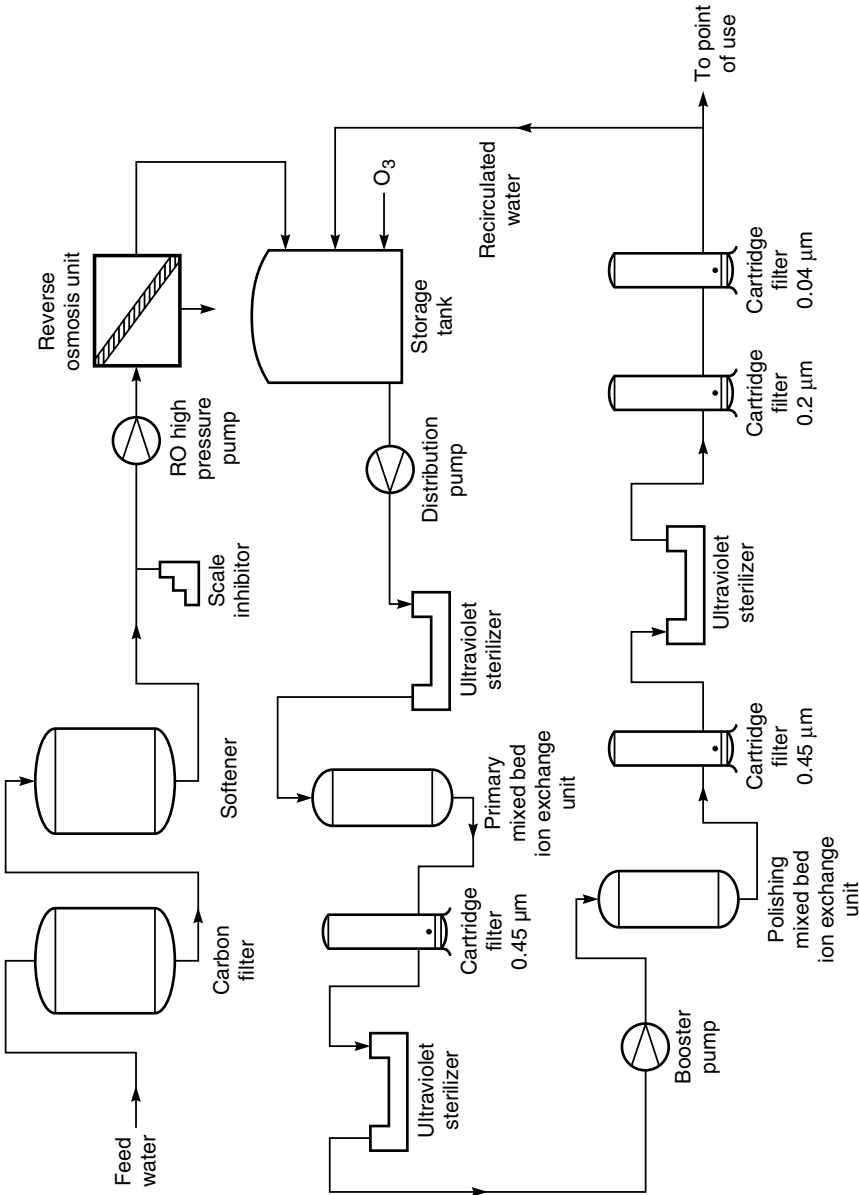 Feed
water
Carbon
filter
Softener
Scale
inhibitor
RO high
pressure
pump
Reverse
osmosis unit
Cartridge
filter
0.45 μm
Primary
mixed bed
ion exchange
unit
Ultraviolet
sterilizer
Distribution
pump
Storage
tank
O3
Recirculated
water
Ultraviolet
sterilizer
Booster
pump
Polishing
mixed bed
ion exchange
unit
Cartridge
filter
0.45 μm
Ultraviolet
sterilizer
Cartridge
filter
0.2 μm
Cartridge
filter
0.04 μm
To point
of use